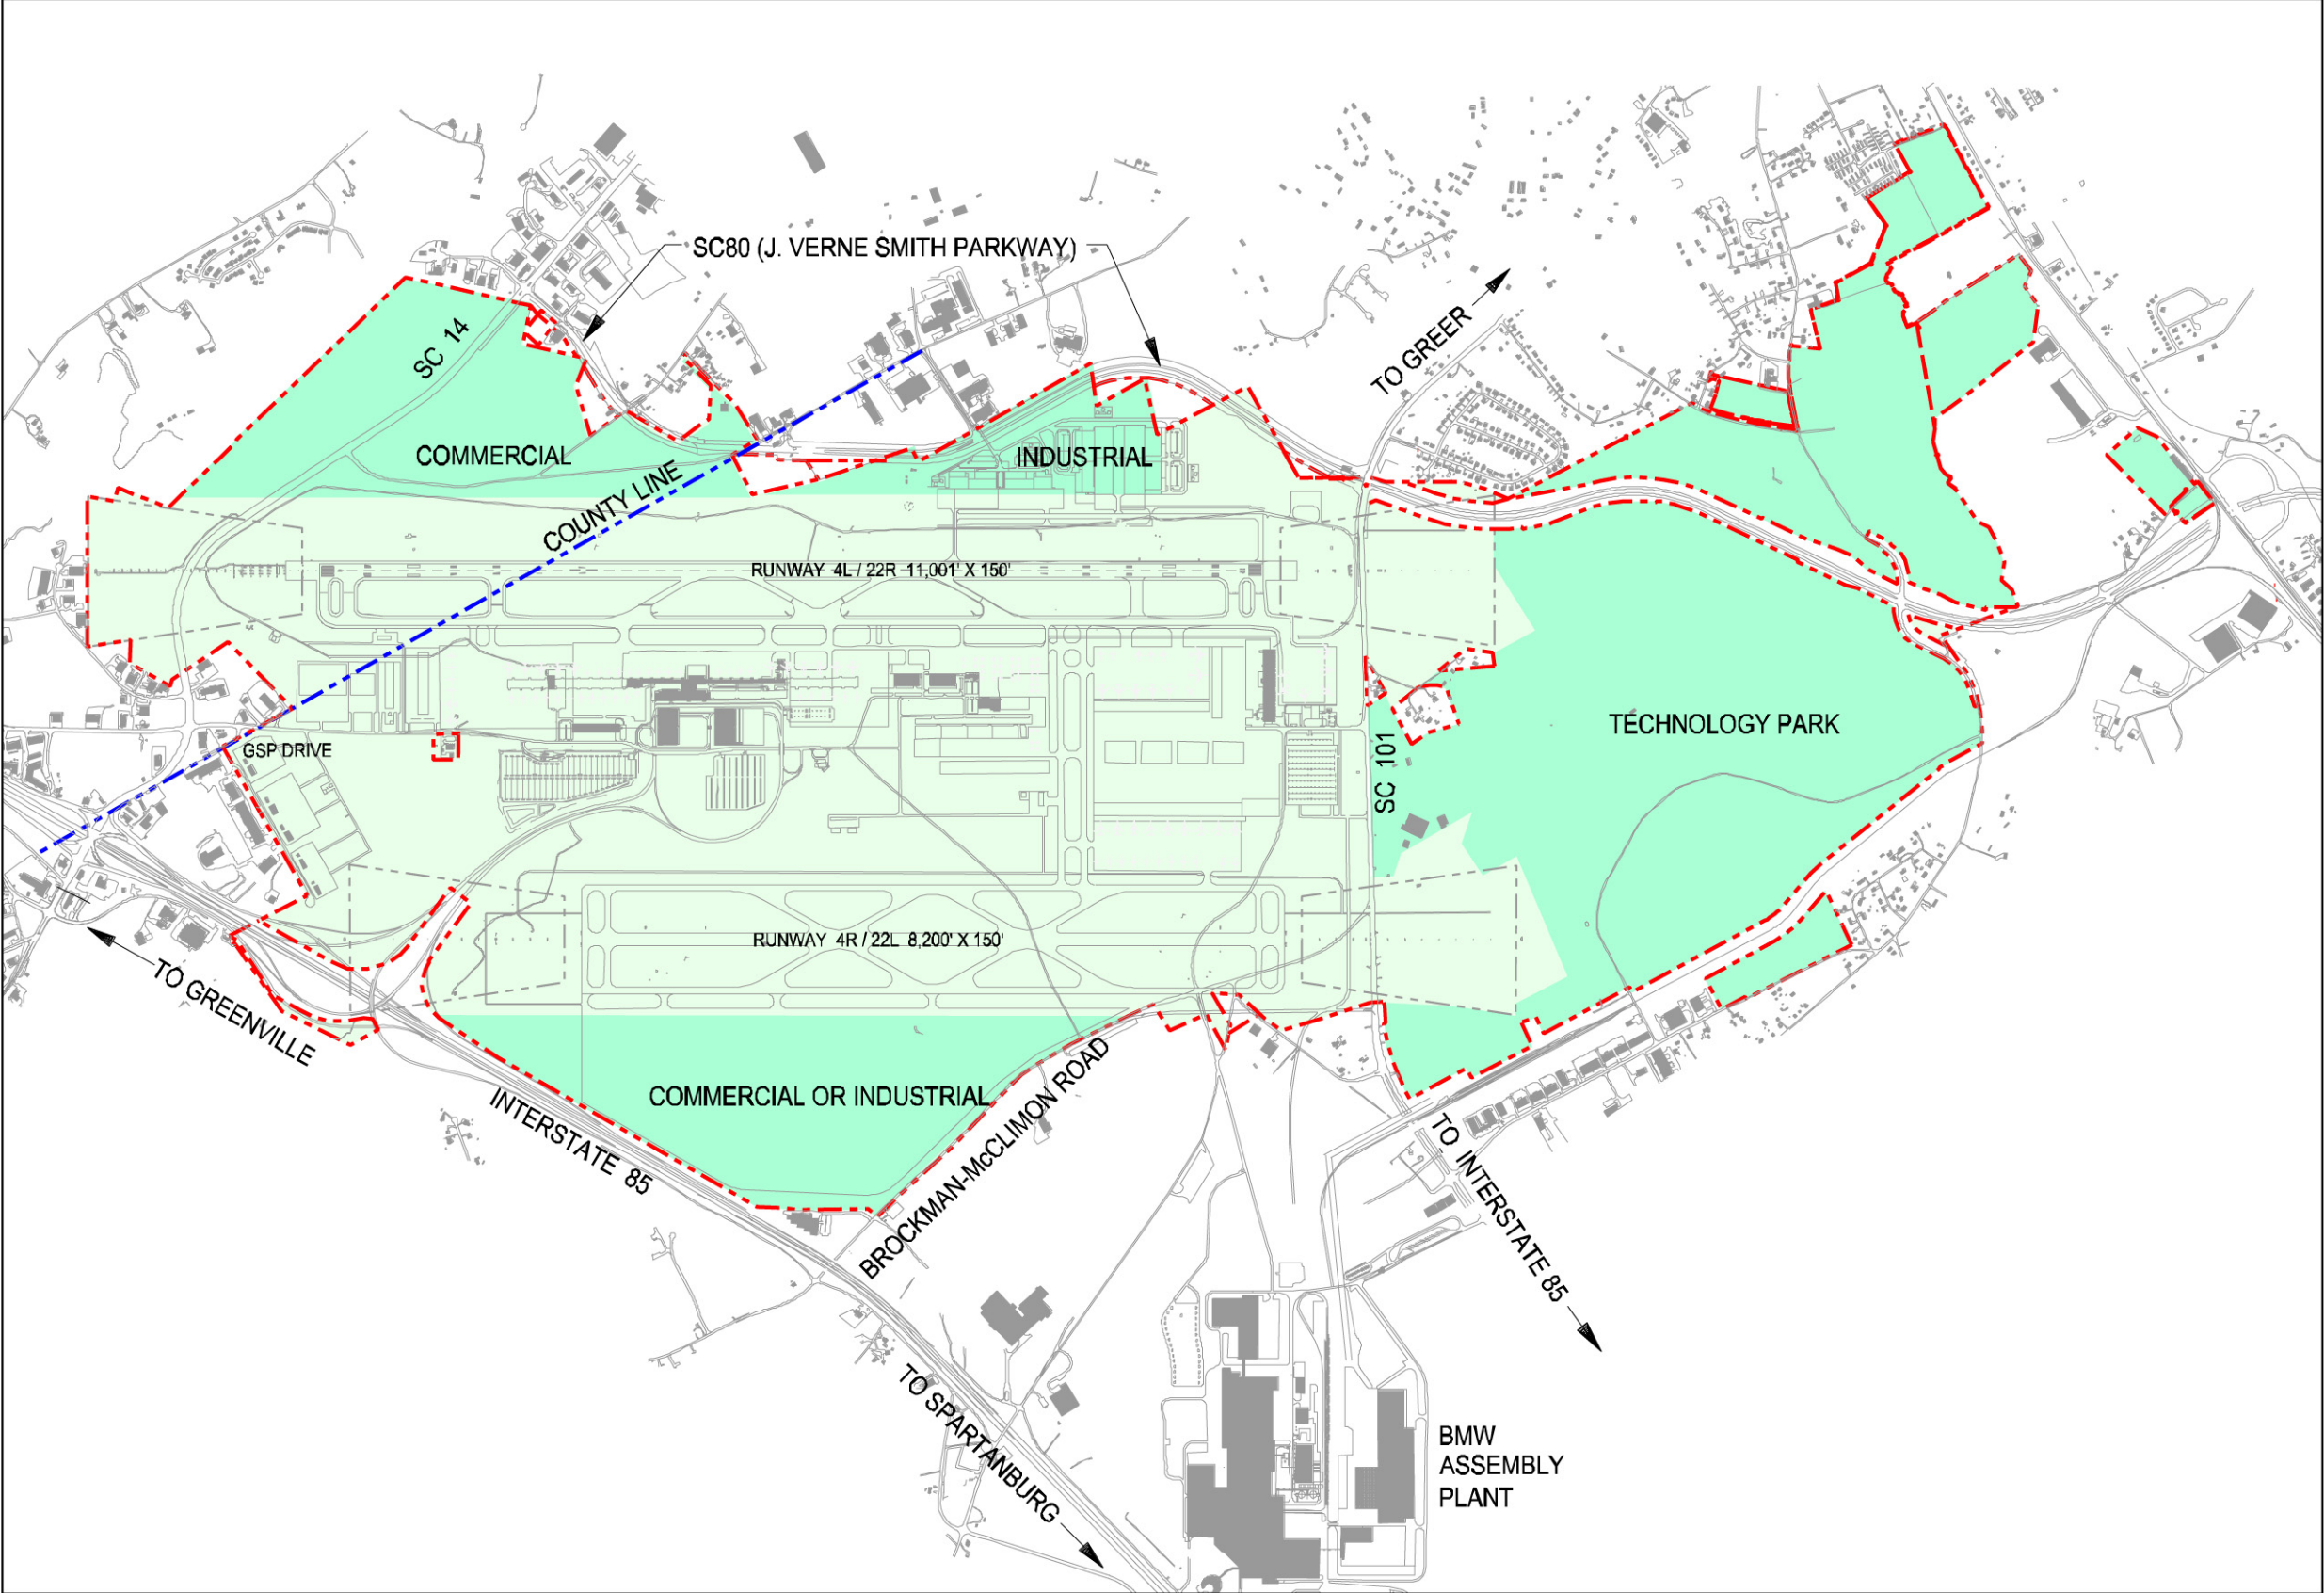 SC80 (J. VERNE SMITH PARKWAY)
SC 14
TO GREER
COMMERCIAL
INDUSTRIAL
COUNTY LINE
RUNWAY 4L / 22R 11,001' X 150'
GSP DRIVE
TECHNOLOGY PARK
SC 101
RUNWAY 4R / 22L 8,200' X 150'
TO GREENVILLE
COMMERCIAL OR INDUSTRIAL
INTERSTATE 85
BROCKMAN-McCLIMON ROAD
TO INTERSTATE 85
TO SPARTANBURG
BMW
ASSEMBLY
PLANT